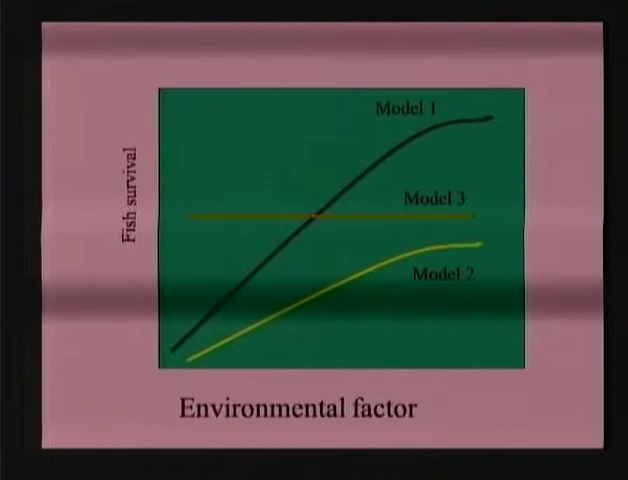 Model 1
Fish survival
Model 3
Model 2
Environmental factor